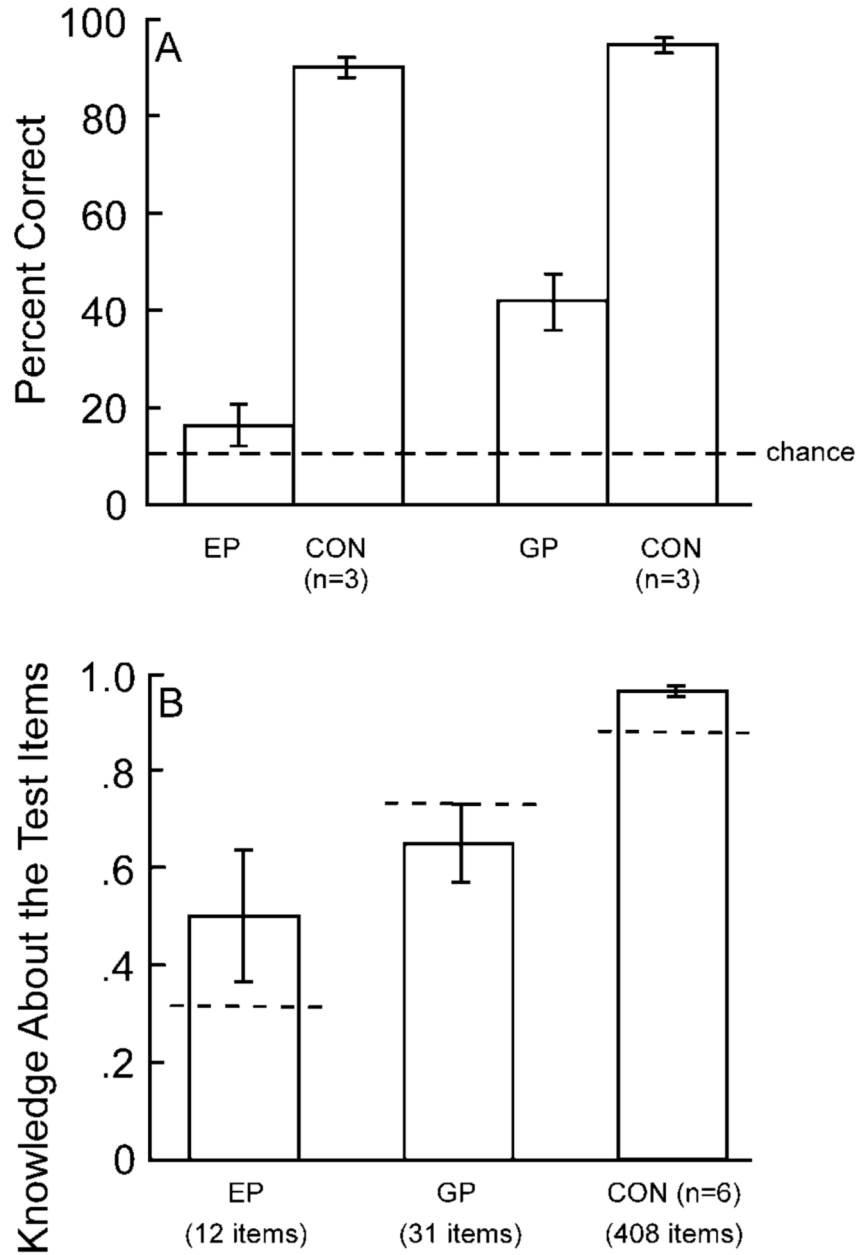 A
Percent Correct
100
80
60
40
20
0
chance
EP
CON
(n=3)
GP
CON
(n=3)
B
Knowledge About the Test Items
1.0
.8
.6
.4
.2
0
EP
(12 items)
GP
(31 items)
CON (n=6)
(408 items)